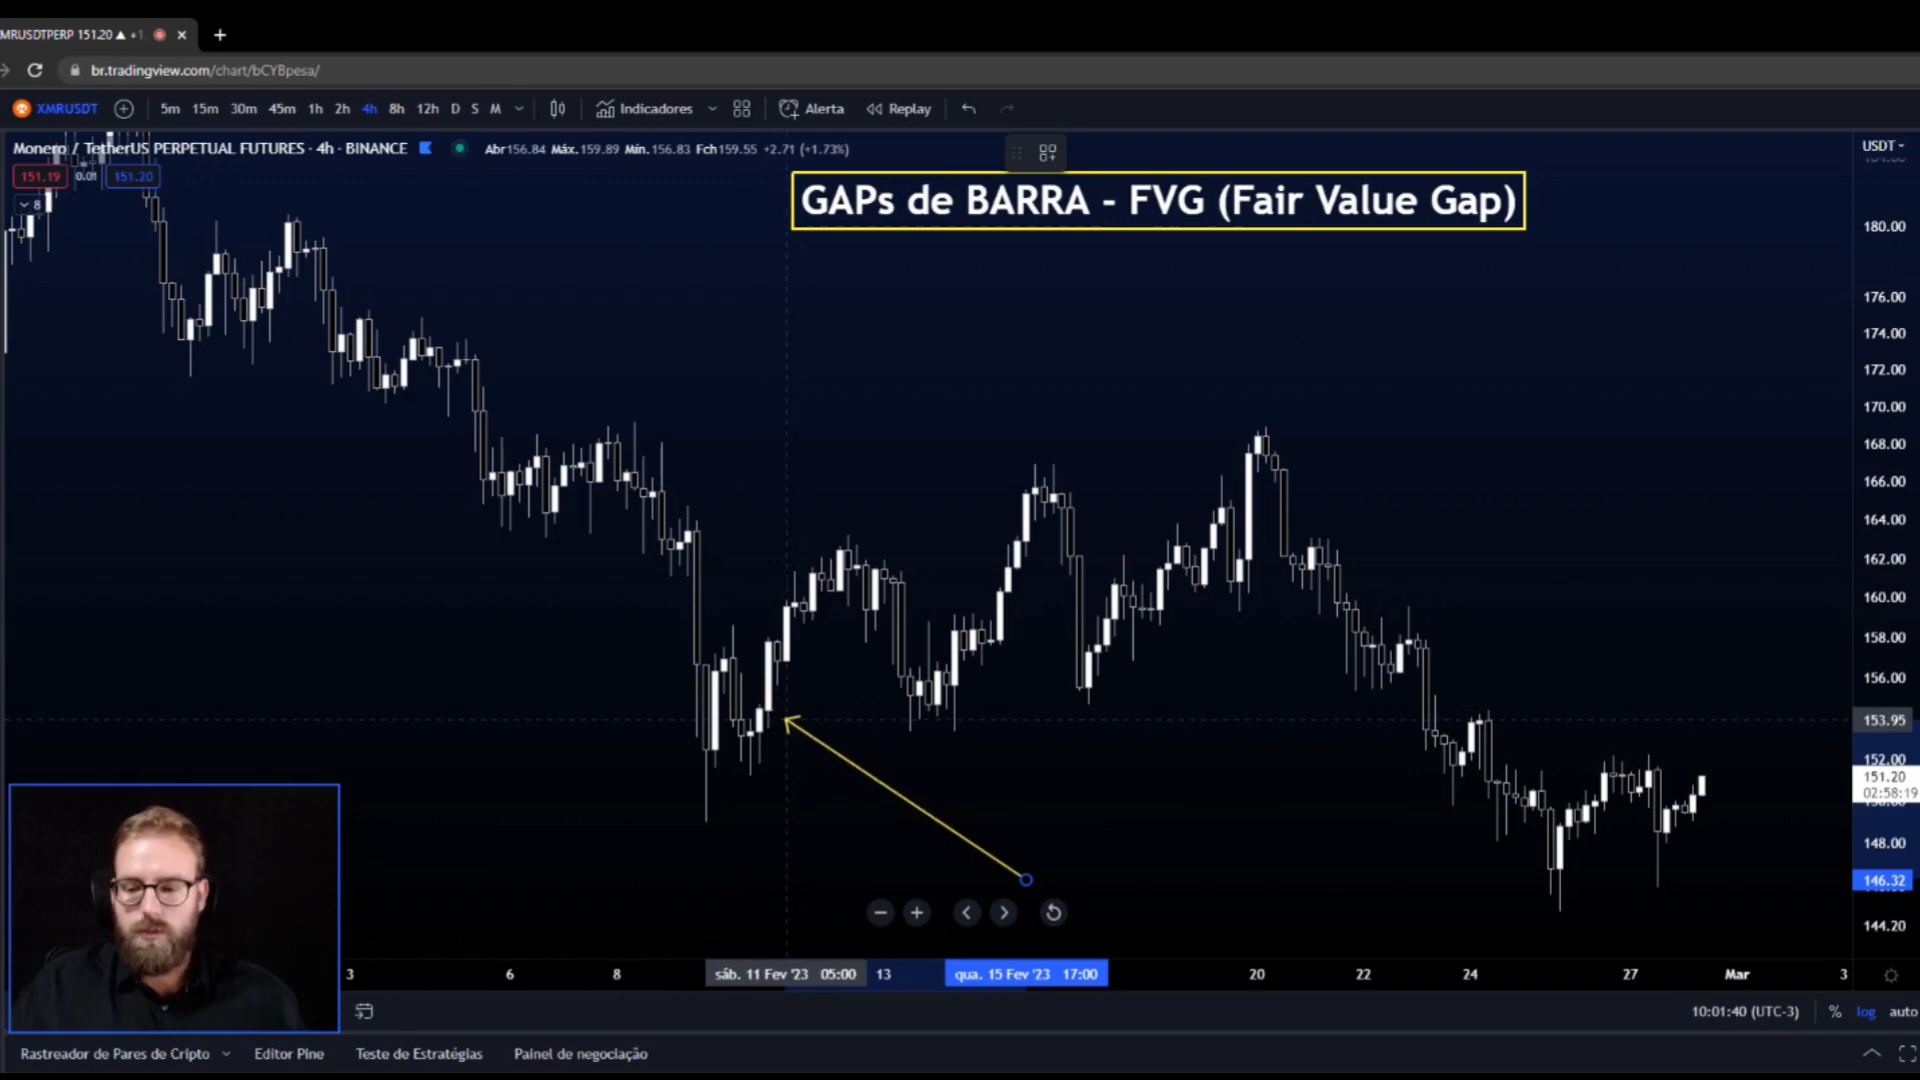 MRUSDTPERP 151.20 ▲ +1.
br.tradingview.com/chart/bCYBpesa/
XMRUSDT 5m 15m 30m 45m 1h 2h 4h 8h 12h D S M Indicadores Alerta Replay
Monero / TetherUS PERPETUAL FUTURES · 4h · BINANCE Abr156.84 Máx.159.89 Mín.156.83 Fch159.55 +2.71 (+1.73%)
USDT
151.19 0.01 151.20
8
GAPs de BARRA - FVG (Fair Value Gap)
180.00
176.00
174.00
172.00
170.00
168.00
166.00
164.00
162.00
160.00
158.00
156.00
153.95
152.00
151.20
02:58:19
148.00
146.32
144.20
3 6 8 sáb. 11 Fev '23 05:00 13 qua. 15 Fev '23 17:00 20 22 24 27 Mar 3
10:01:40 (UTC-3) % log auto
Rastreador de Pares de Cripto Editor Pine Teste de Estratégias Painel de negociação